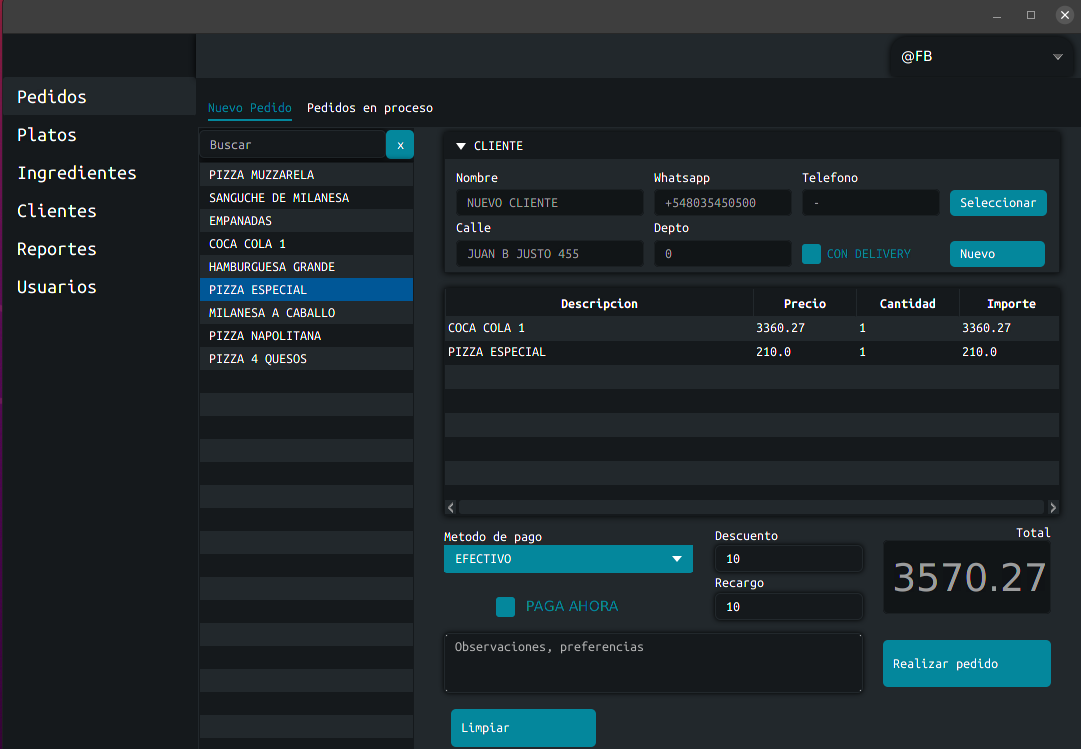 @FB
Pedidos
Platos
Ingredientes
Clientes
Reportes
Usuarios
Nuevo Pedido Pedidos en proceso
Buscar x
PIZZA MUZZARELA
SANGUCHE DE MILANESA
EMPANADAS
COCA COLA 1
HAMBURGUESA GRANDE
PIZZA ESPECIAL
MILANESA A CABALLO
PIZZA NAPOLITANA
PIZZA 4 QUESOS
CLIENTE
Nombre Whatsapp Telefono
NUEVO CLIENTE +548035450500 - Seleccionar
Calle Depto
JUAN B JUSTO 455 0 CON DELIVERY Nuevo
Descripcion Precio Cantidad Importe
COCA COLA 1 3360.27 1 3360.27
PIZZA ESPECIAL 210.0 1 210.0
Metodo de pago Descuento Total
EFECTIVO 10
Recargo 3570.27
PAGA AHORA 10
Observaciones, preferencias
Realizar pedido
Limpiar